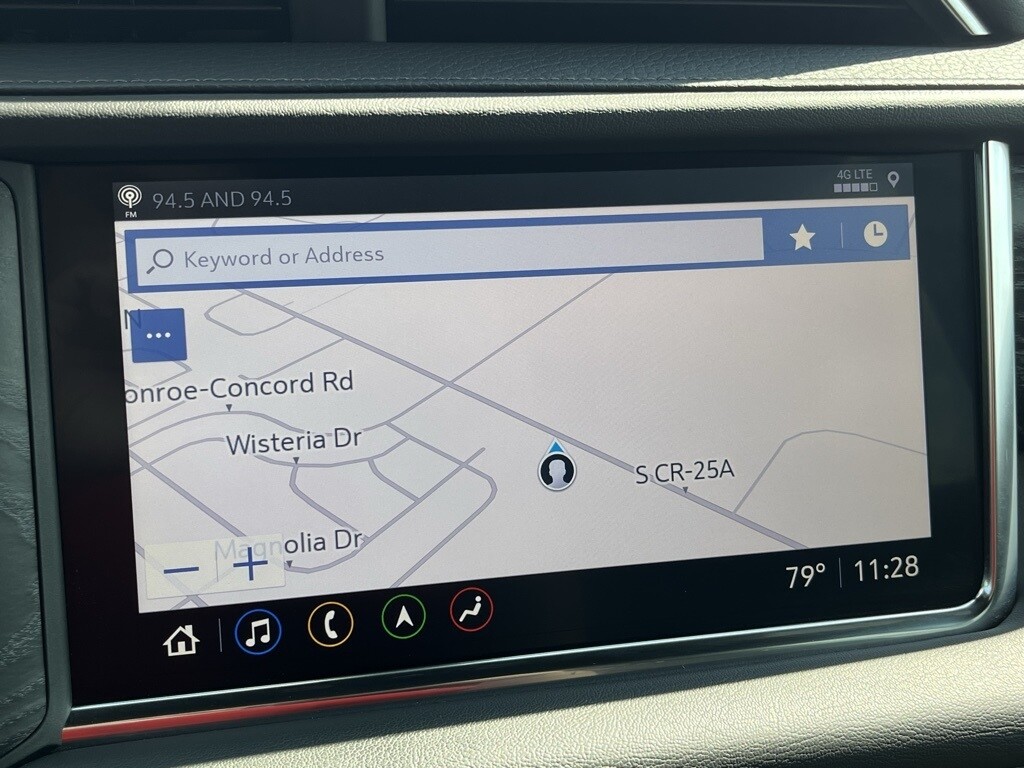 94.5 AND 94.5
FM
4G LTE
Keyword or Address
N
onroe-Concord Rd
Wisteria Dr
S CR-25A
Magnolia Dr
79° 11:28